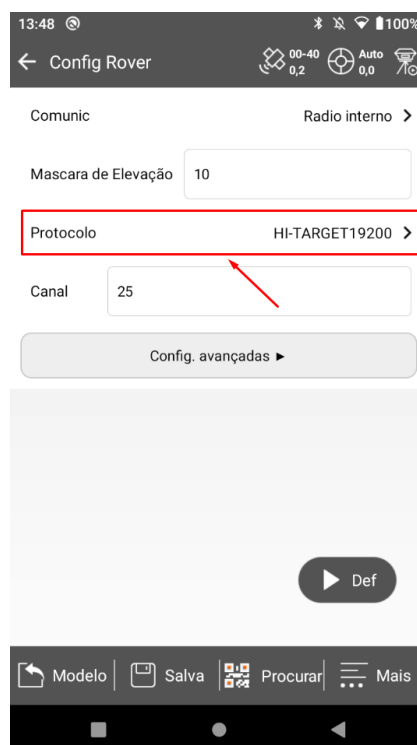 13:48 100%
Config Rover 00-40 0,2 Auto 0,0
Comunic Radio interno
Mascara de Elevação 10
Protocolo HI-TARGET19200
Canal 25
Config. avançadas ►
Def
Modelo Salva Procurar Mais